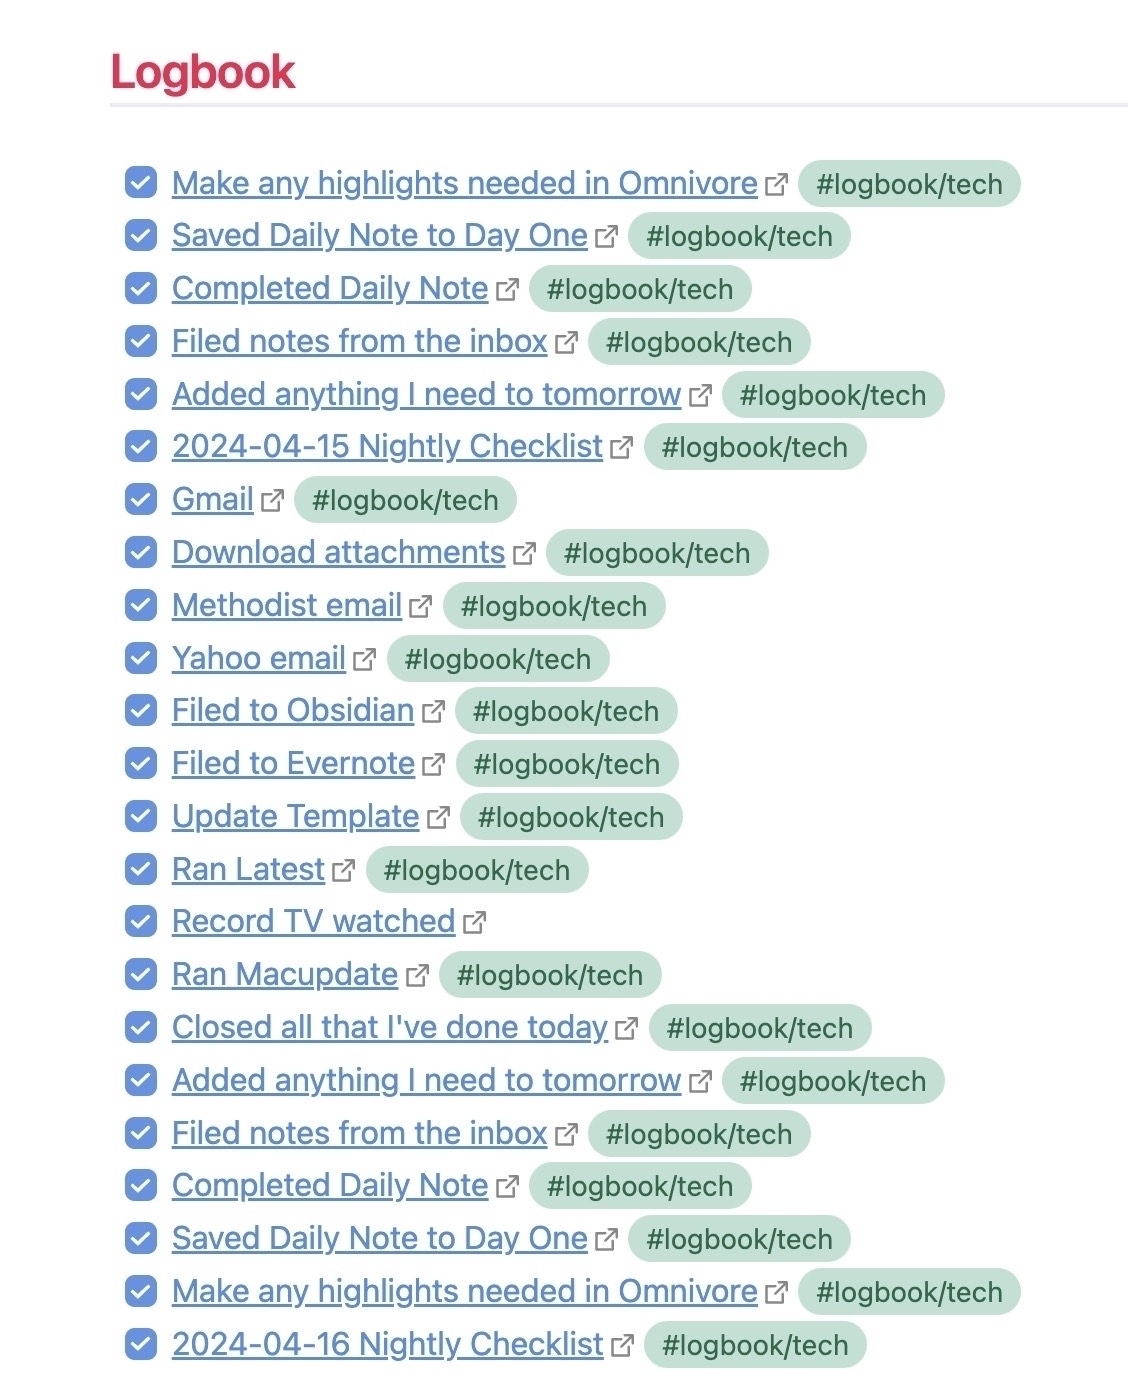 Logbook
Make any highlights needed in Omnivore #logbook/tech
Saved Daily Note to Day One #logbook/tech
Completed Daily Note #logbook/tech
Filed notes from the inbox #logbook/tech
Added anything I need to tomorrow #logbook/tech
2024-04-15 Nightly Checklist #logbook/tech
Gmail #logbook/tech
Download attachments #logbook/tech
Methodist email #logbook/tech
Yahoo email #logbook/tech
Filed to Obsidian #logbook/tech
Filed to Evernote #logbook/tech
Update Template #logbook/tech
Ran Latest #logbook/tech
Record TV watched
Ran Macupdate #logbook/tech
Closed all that I've done today #logbook/tech
Added anything I need to tomorrow #logbook/tech
Filed notes from the inbox #logbook/tech
Completed Daily Note #logbook/tech
Saved Daily Note to Day One #logbook/tech
Make any highlights needed in Omnivore #logbook/tech
2024-04-16 Nightly Checklist #logbook/tech